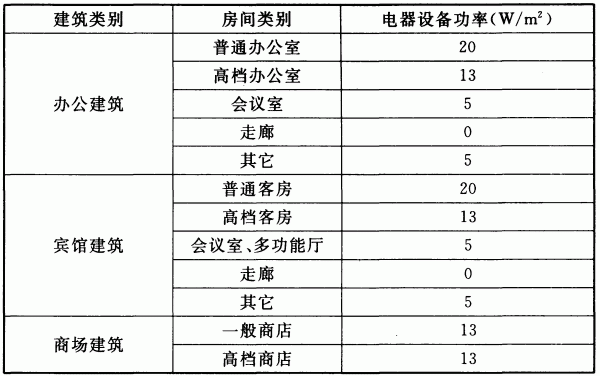 建筑类别 房间类别 电器设备功率(W/m²)
办公建筑 普通办公室 20
高档办公室 13
会议室 5
走廊 0
其它 5
宾馆建筑 普通客房 20
高档客房 13
会议室、多功能厅 5
走廊 0
其它 5
商场建筑 一般商店 13
高档商店 13